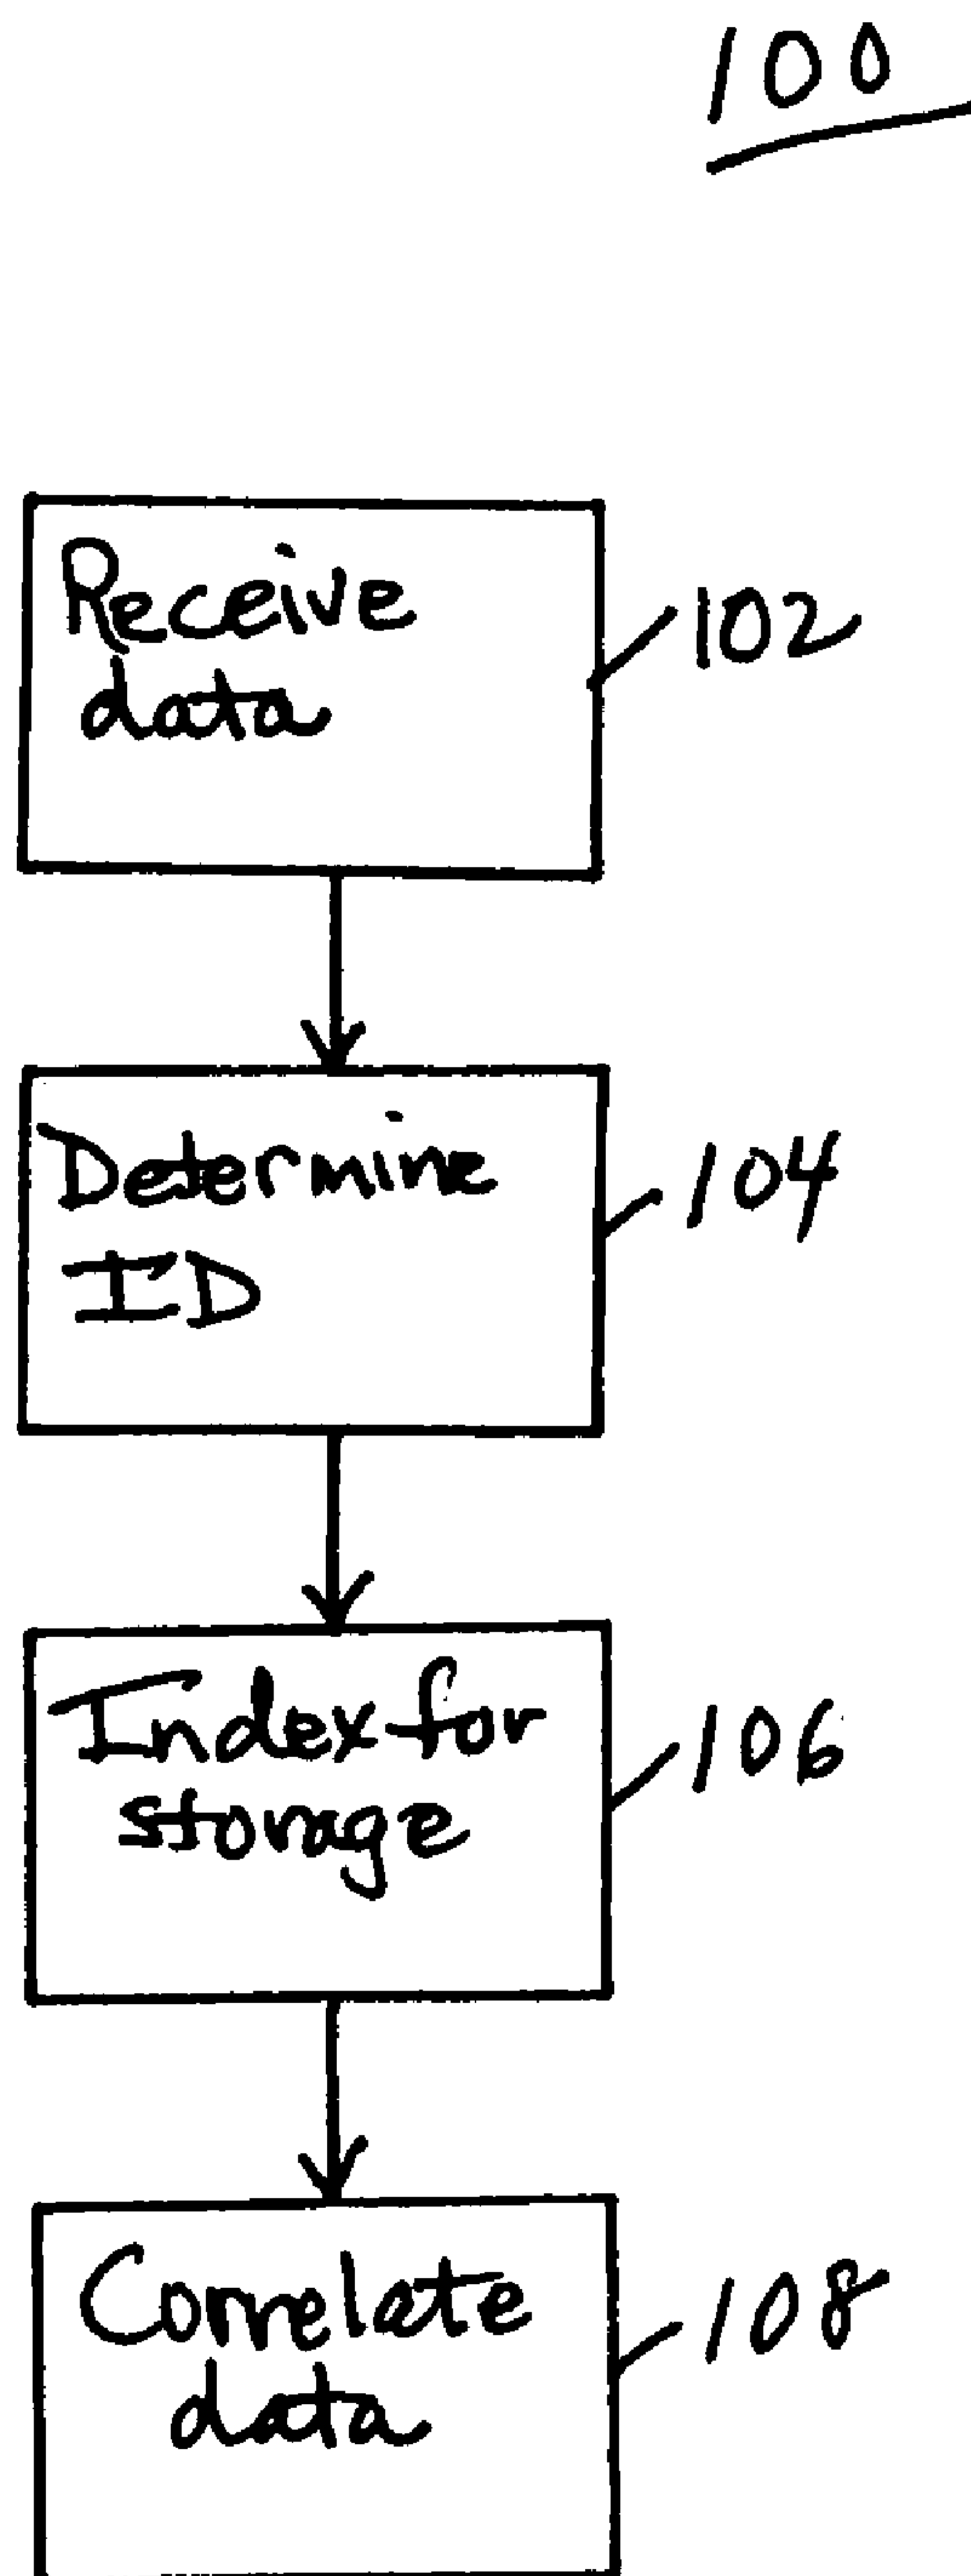 100
Receive
data
102
Determine
ID
104
Index for
storage
106
Correlate
data
108